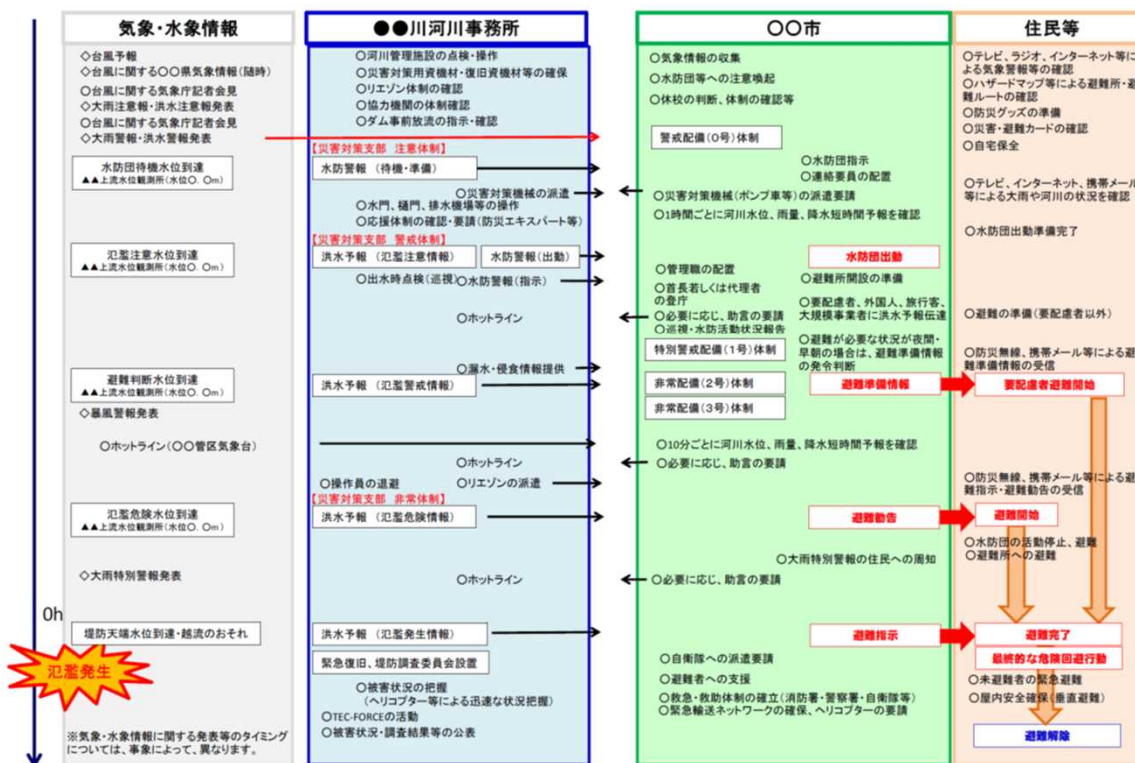 気象・水象情報
◇台風予報
◇台風に関する〇〇県気象情報(随時)
◇台風に関する気象庁記者会見
◇大雨注意報・洪水注意報発表
◇台風に関する気象庁記者会見
◇大雨警報・洪水警報発表
水防団待機水位到達
▲▲上流水位観測所(水位〇.〇m)
氾濫注意水位到達
▲▲上流水位観測所(水位〇.〇m)
避難判断水位到達
▲▲上流水位観測所(水位〇.〇m)
◇暴風警報発表
〇ホットライン(〇〇管区気象台)
氾濫危険水位到達
▲▲上流水位観測所(水位〇.〇m)
◇大雨特別警報発表
0h
堤防天端水位到達・越流のおそれ
氾濫発生
※気象・水象情報に関する発表等のタイミング
については、事象によって、異なります。
●●川河川事務所
〇河川管理施設の点検・操作
〇災害対策用資機材・復旧資機材等の確保
〇リエゾン体制の確認
〇協力機関の体制確認
〇ダム事前放流の指示・確認
【災害対策支部 注意体制】
水防警報 (待機・準備)
〇災害対策機械の派遣
〇水門、樋門、排水機場等の操作
〇応援体制の確認・要請(防災エキスパート等)
【災害対策支部 警戒体制】
洪水予報 (氾濫注意情報)
水防警報(出動)
〇出水時点検(巡視)
〇水防警報(指示)
〇ホットライン
〇漏水・侵食情報提供
洪水予報 (氾濫警戒情報)
〇ホットライン
〇操作員の退避
〇リエゾンの派遣
【災害対策支部 非常体制】
洪水予報 (氾濫危険情報)
〇ホットライン
洪水予報 (氾濫発生情報)
緊急復旧、堤防調査委員会設置
〇被害状況の把握
(ヘリコプター等による迅速な状況把握)
〇TEC-FORCEの活動
〇被害状況・調査結果等の公表
〇〇市
〇気象情報の収集
〇水防団等への注意喚起
〇休校の判断、体制の確認等
警戒配備(0号)体制
〇水防団指示
〇連絡要員の配置
〇災害対策機械(ポンプ車等)の派遣要請
〇1時間ごとに河川水位、雨量、降水短時間予報を確認
水防団出動
〇管理職の配置
〇避難所開設の準備
〇首長若しくは代理者
の登庁
〇要配慮者、外国人、旅行客、
大規模事業者に洪水予報伝達
〇必要に応じ、助言の要請
〇巡視・水防活動状況報告
特別警戒配備(1号)体制
〇避難が必要な状況が夜間・
早朝の場合は、避難準備情報
の発令判断
非常配備(2号)体制
避難準備情報
非常配備(3号)体制
〇10分ごとに河川水位、雨量、降水短時間予報を確認
〇必要に応じ、助言の要請
避難勧告
〇大雨特別警報の住民への周知
〇必要に応じ、助言の要請
避難指示
〇自衛隊への派遣要請
〇避難者への支援
〇救急・救助体制の確立(消防署・警察署・自衛隊等)
〇緊急輸送ネットワークの確保、ヘリコプターの要請
住民等
〇テレビ、ラジオ、インターネット等に
よる気象警報等の確認
〇ハザードマップ等による避難所・避
難ルートの確認
〇防災グッズの準備
〇災害・避難カードの確認
〇自宅保全
〇テレビ、インターネット、携帯メール
等による大雨や河川の状況を確認
〇水防団出動準備完了
〇避難の準備(要配慮者以外)
〇防災無線、携帯メール等による避
難準備情報の受信
要配慮者避難開始
〇防災無線、携帯メール等による避
難指示・避難勧告の受信
避難開始
〇水防団の活動停止、避難
〇避難所への避難
避難完了
最終的な危険回避行動
〇未避難者の緊急避難
〇屋内安全確保(垂直避難)
避難解除